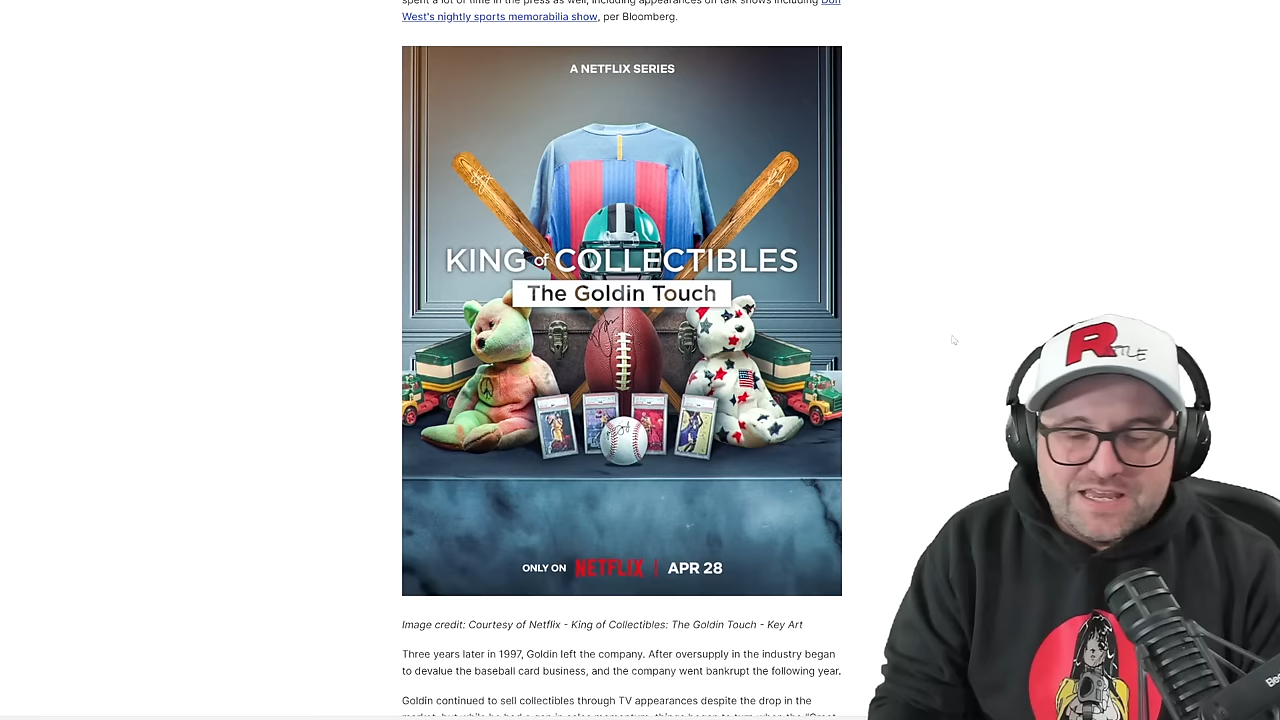 West's nightly sports memorabilia show, per Bloomberg.
A NETFLIX SERIES
KING of COLLECTIBLES
The Goldin Touch
ONLY ON NETFLIX | APR 28
Image credit: Courtesy of Netflix - King of Collectibles: The Goldin Touch - Key Art
Three years later in 1997, Goldin left the company. After oversupply in the industry began
to devalue the baseball card business, and the company went bankrupt the following year.
Goldin continued to sell collectibles through TV appearances despite the drop in the